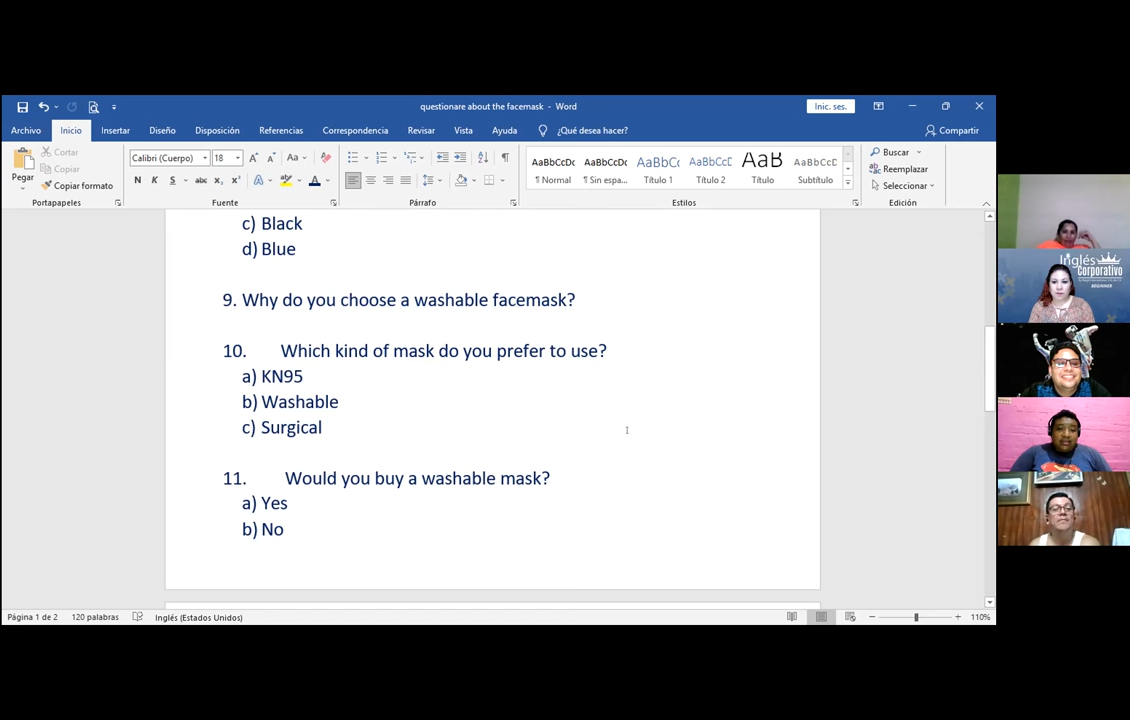 questionare about the facemask - Word
Inic. ses.
Archivo
Inicio
Insertar
Diseño
Disposición
Referencias
Correspondencia
Revisar
Vista
Ayuda
¿Qué desea hacer?
Compartir
Pegar
Cortar
Copiar
Copiar formato
Portapapeles
Calibri (Cuerpo)
18
N K S abc x₂ x²
Fuente
Párrafo
AaBbCcDc
¶ Normal
AaBbCcDc
¶ Sin espa...
AaBbCc
Título 1
AaBbCcD
Título 2
AaB
Título
AaBbCcD
Subtítulo
Estilos
Buscar
Reemplazar
Seleccionar
Edición
c) Black
d) Blue
9. Why do you choose a washable facemask?
10. Which kind of mask do you prefer to use?
a) KN95
b) Washable
c) Surgical
11. Would you buy a washable mask?
a) Yes
b) No
Página 1 de 2
120 palabras
Inglés (Estados Unidos)
110%
Inglés
Corporativo
BEGINNER